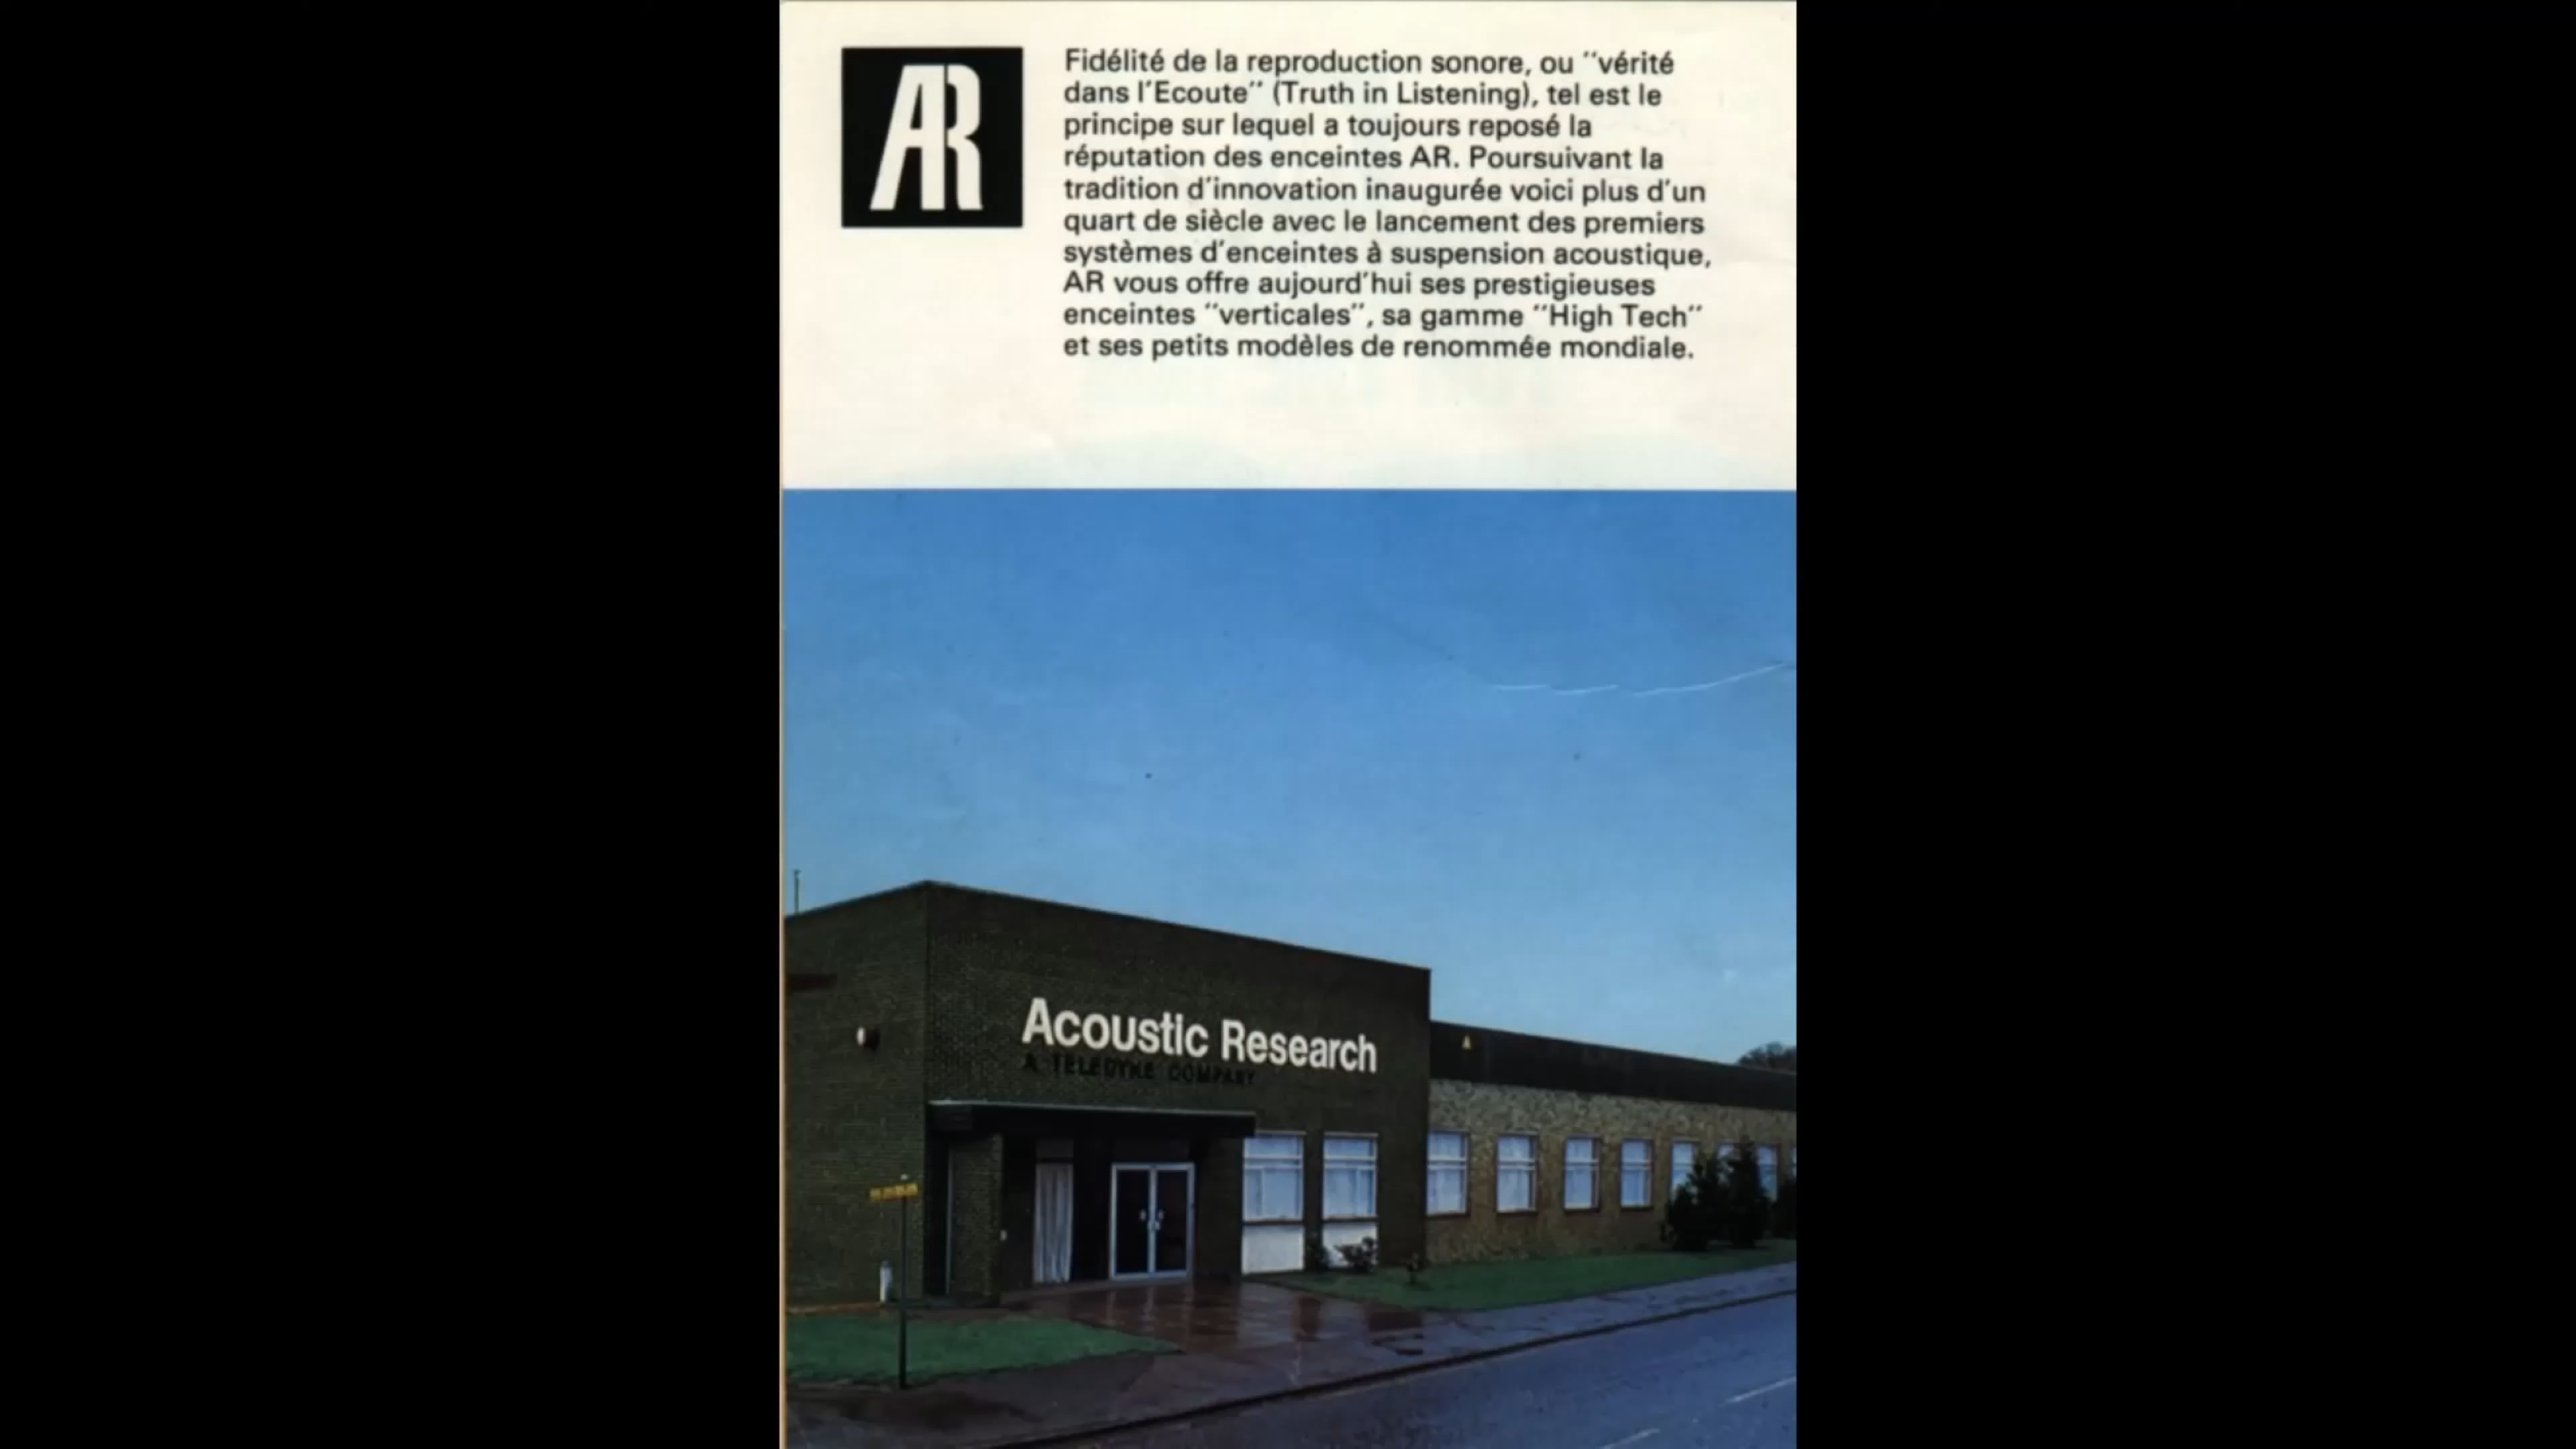 AR
Fidélité de la reproduction sonore, ou "vérité
dans l'Ecoute" (Truth in Listening), tel est le
principe sur lequel a toujours reposé la
réputation des enceintes AR. Poursuivant la
tradition d'innovation inaugurée voici plus d'un
quart de siècle avec le lancement des premiers
systèmes d'enceintes à suspension acoustique,
AR vous offre aujourd'hui ses prestigieuses
enceintes "verticales", sa gamme "High Tech"
et ses petits modèles de renommée mondiale.
Acoustic Research
A TELEDYNE COMPANY